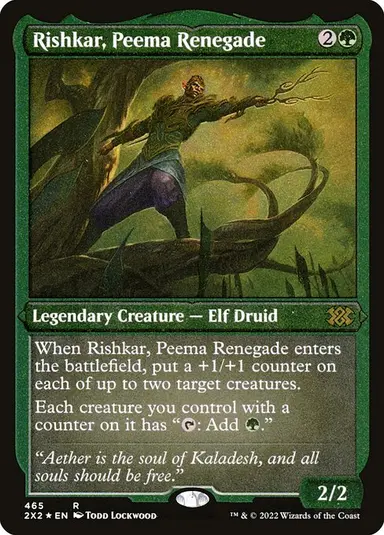 Rishkar, Peema Renegade 2
Legendary Creature — Elf Druid
When Rishkar, Peema Renegade enters
the battlefield, put a +1/+1 counter on
each of up to two target creatures.
Each creature you control with a
counter on it has “: Add .”
“Aether is the soul of Kaladesh, and all
souls should be free.”
2/2
465 R
2X2 ★ EN Todd Lockwood
™ & © 2022 Wizards of the Coast